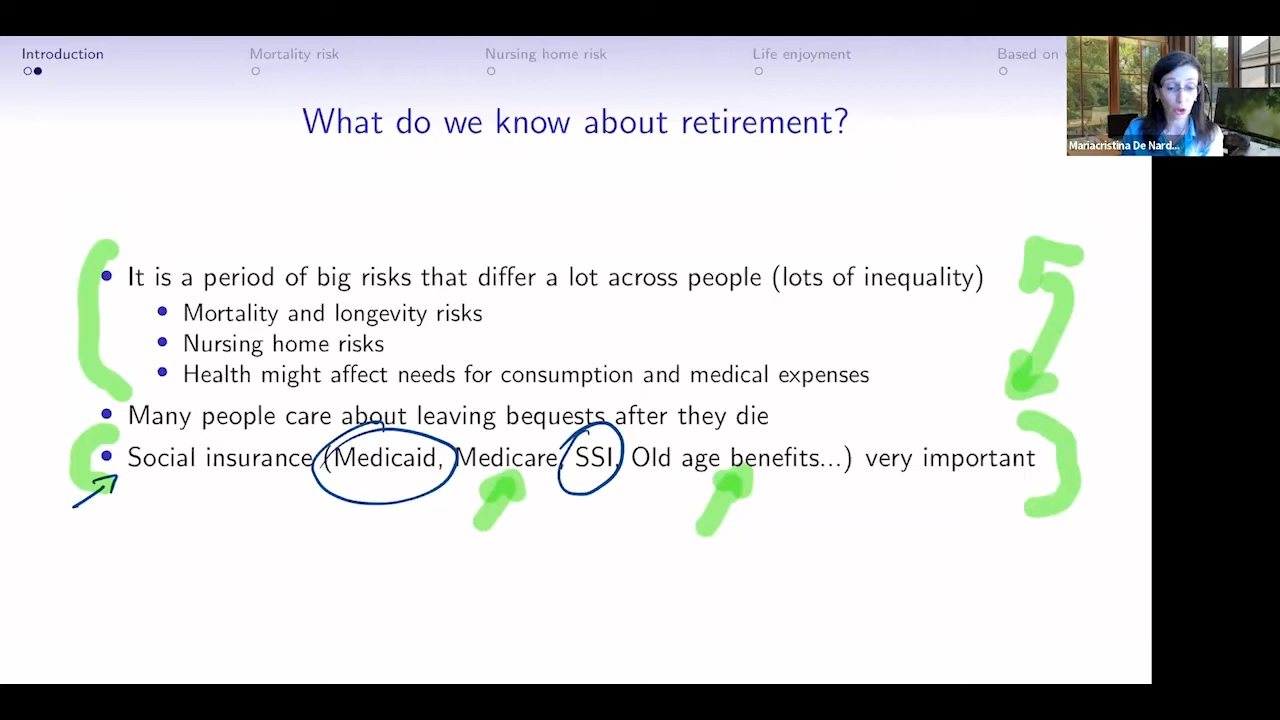 Introduction Mortality risk Nursing home risk Life enjoyment Based on
Mariacristina De Nard...
What do we know about retirement?
• It is a period of big risks that differ a lot across people (lots of inequality)
• Mortality and longevity risks
• Nursing home risks
• Health might affect needs for consumption and medical expenses
• Many people care about leaving bequests after they die
• Social insurance (Medicaid, Medicare, SSI, Old age benefits...) very important